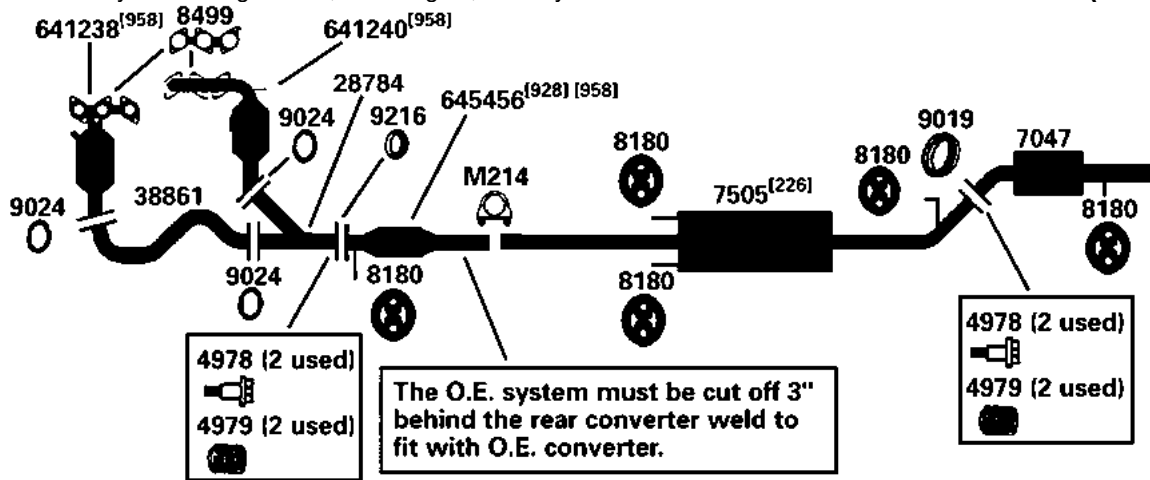 8499
641238[958]
641240[958]
28784
645456[928] [958]
9024
9216
9019
7047
8180
8180
M214
7505[226]
38861
9024
8180
9024
8180
8180
4978 (2 used)
4979 (2 used)
The O.E. system must be cut off 3"
behind the rear converter weld to
fit with O.E. converter.
4978 (2 used)
4979 (2 used)